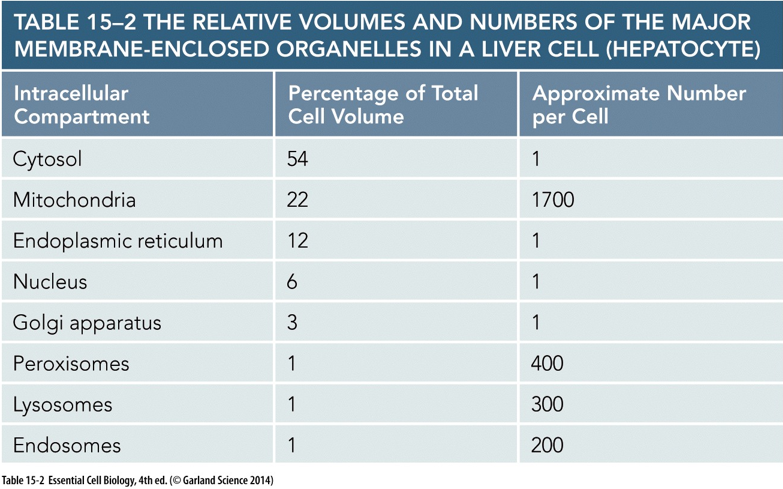 TABLE 15–2 THE RELATIVE VOLUMES AND NUMBERS OF THE MAJOR
MEMBRANE-ENCLOSED ORGANELLES IN A LIVER CELL (HEPATOCYTE)
Intracellular Compartment Percentage of Total Cell Volume Approximate Number per Cell
Cytosol 54 1
Mitochondria 22 1700
Endoplasmic reticulum 12 1
Nucleus 6 1
Golgi apparatus 3 1
Peroxisomes 1 400
Lysosomes 1 300
Endosomes 1 200
Table 15-2 Essential Cell Biology, 4th ed. (© Garland Science 2014)